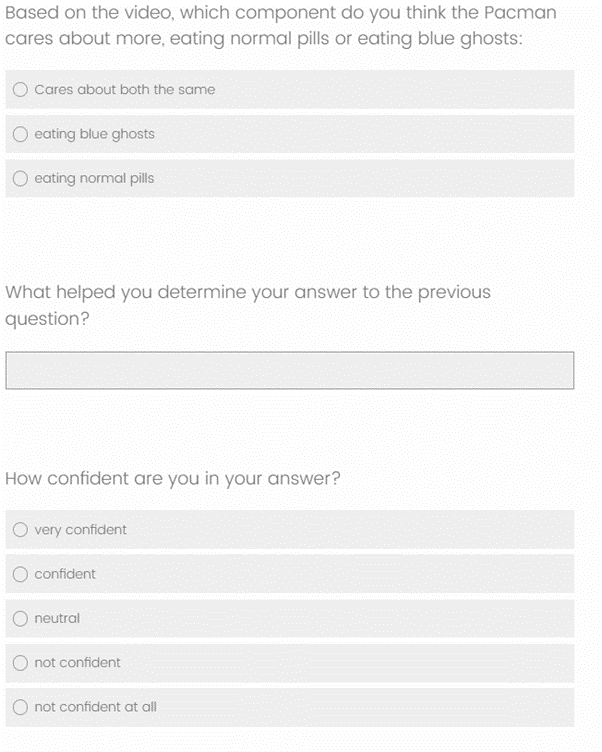 Based on the video, which component do you think the Pacman
cares about more, eating normal pills or eating blue ghosts:
Cares about both the same
eating blue ghosts
eating normal pills
What helped you determine your answer to the previous
question?
How confident are you in your answer?
very confident
confident
neutral
not confident
not confident at all